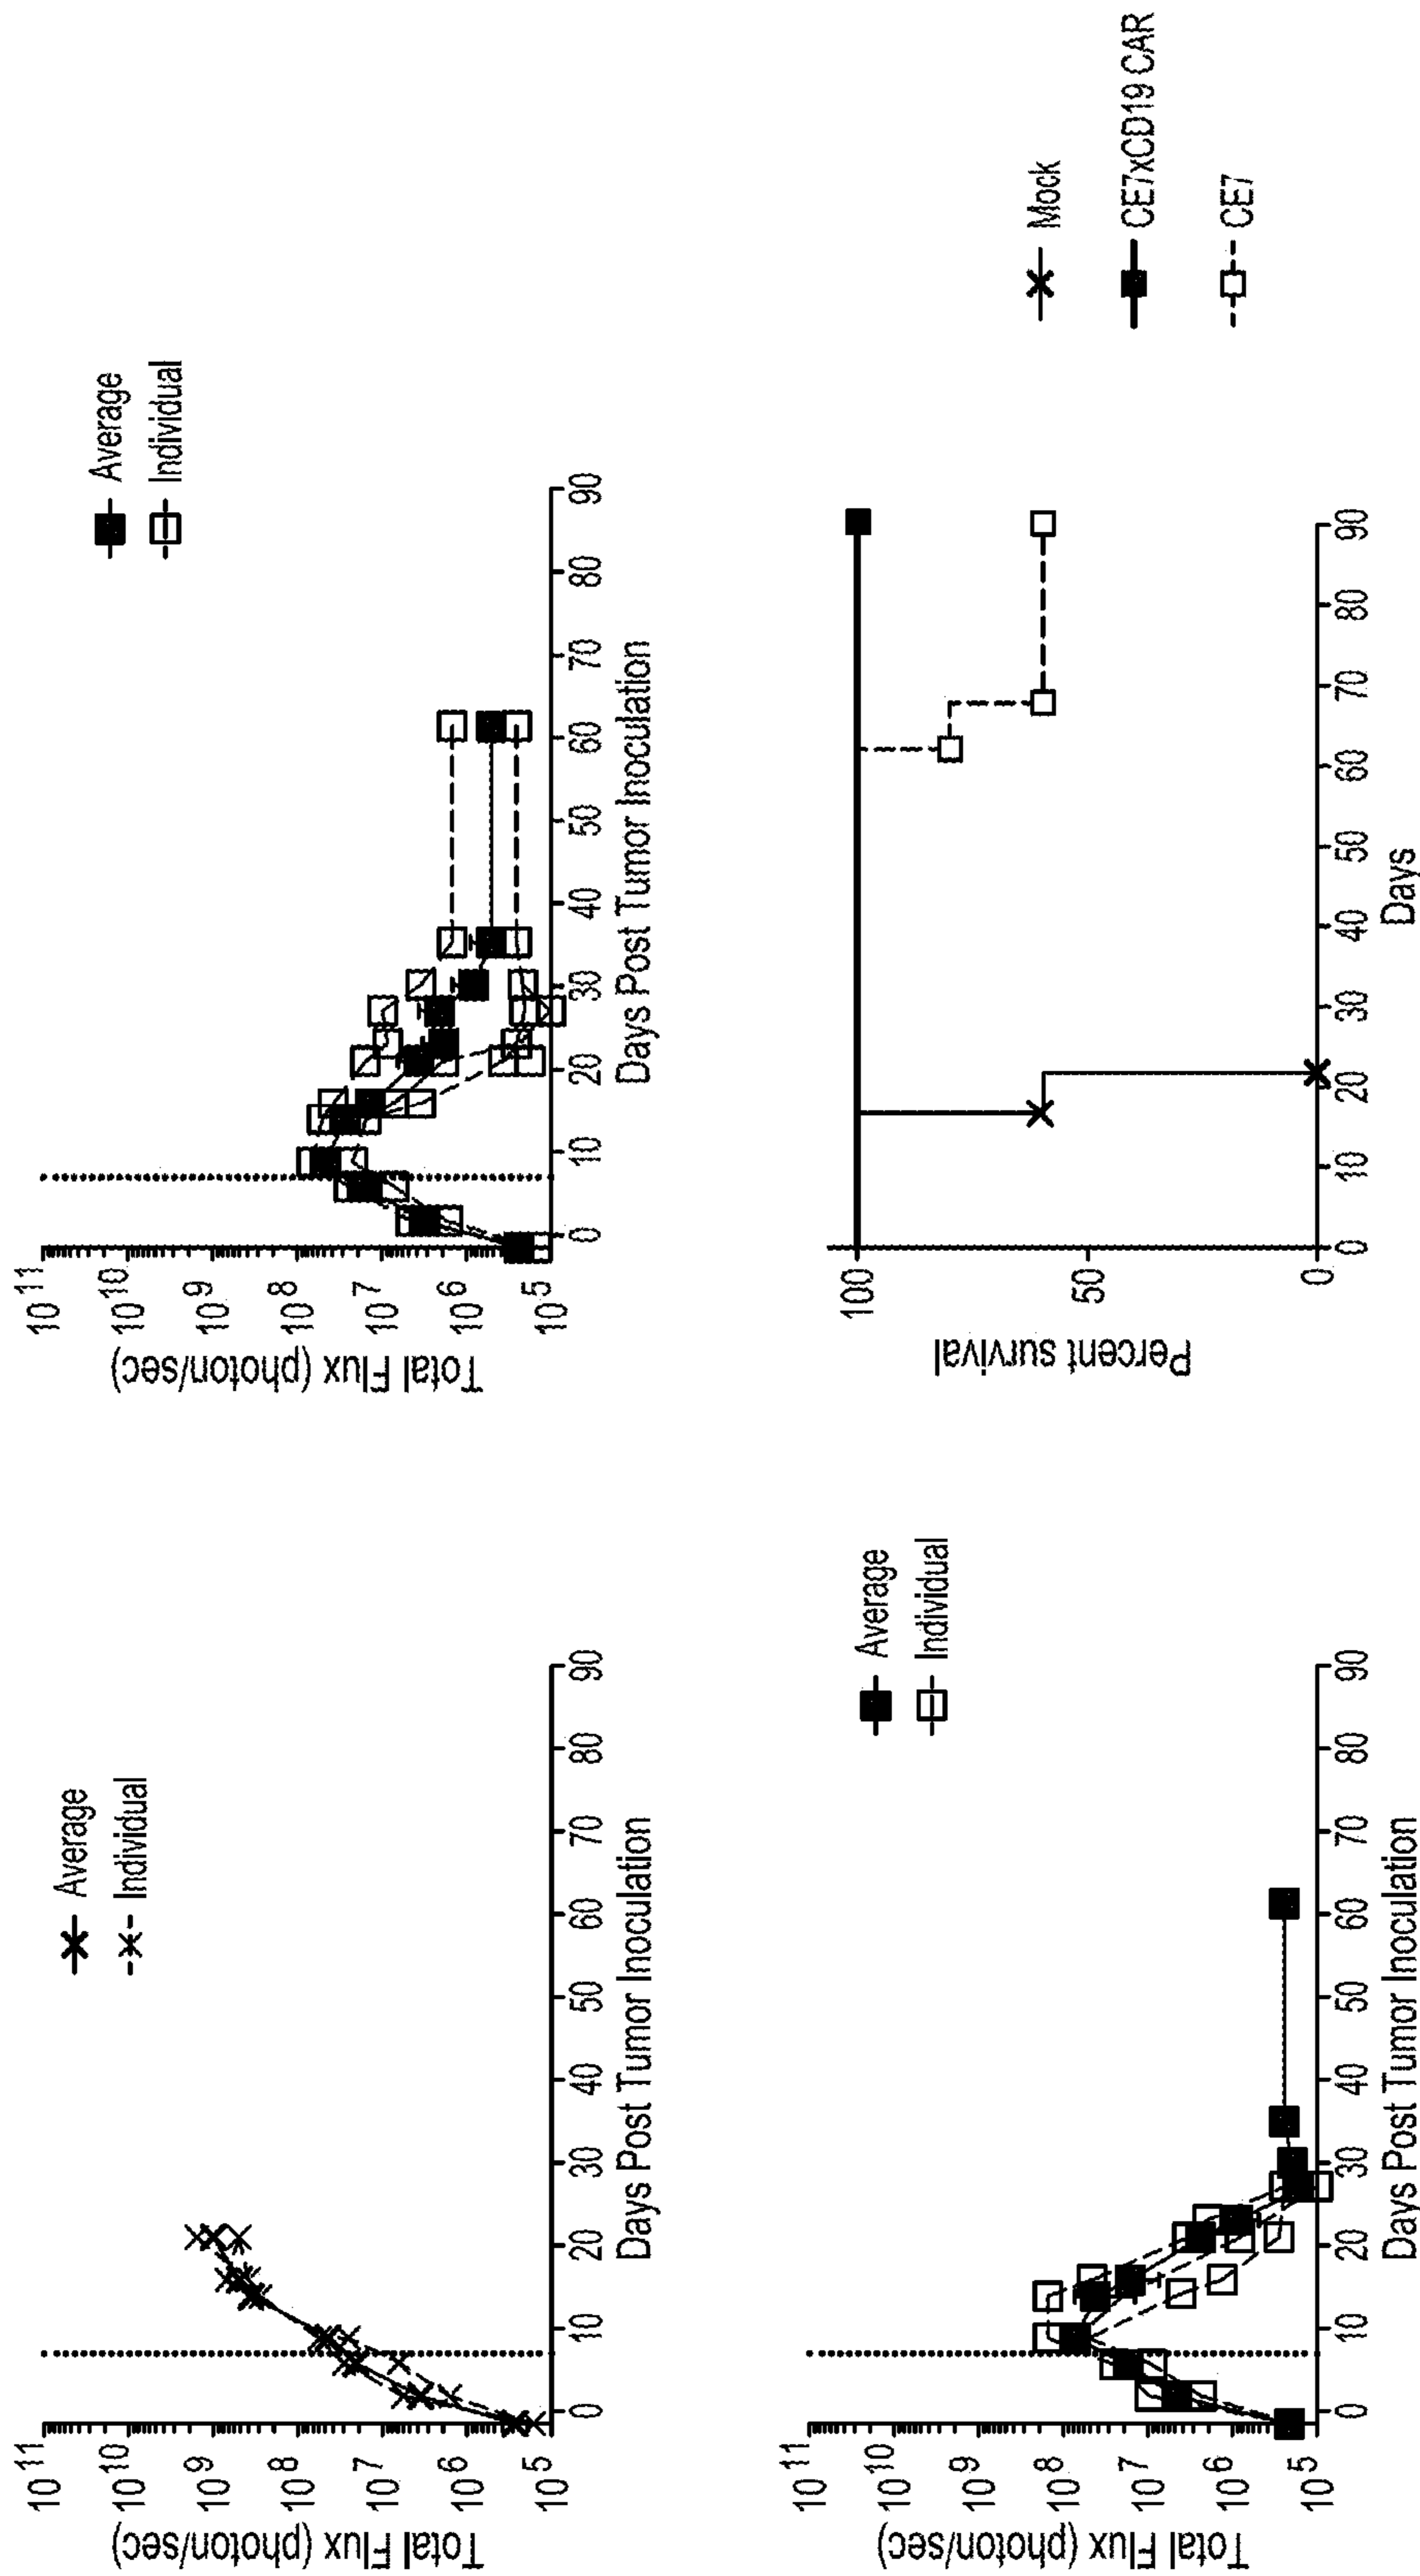 Total Flux (photon/sec)
10 11
10 10
10 9
10 8
10 7
10 6
10 5
0 10 20 30 40 50 60 70 80 90
Days Post Tumor Inoculation
Average
Individual
Total Flux (photon/sec)
10 11
10 10
10 9
10 8
10 7
10 6
10 5
0 10 20 30 40 50 60 70 80 90
Days Post Tumor Inoculation
Average
Individual
Total Flux (photon/sec)
10 11
10 10
10 9
10 8
10 7
10 6
10 5
0 10 20 30 40 50 60 70 80 90
Days Post Tumor Inoculation
Average
Individual
Percent survival
100
50
0
0 10 20 30 40 50 60 70 80 90
Days
Mock
CE7xCD19 CAR
CE7